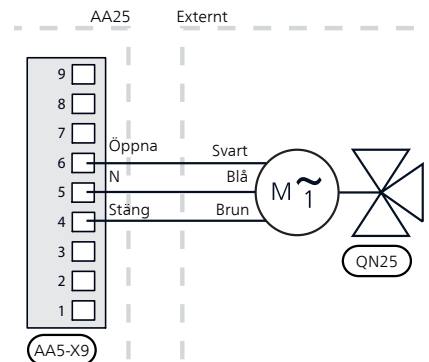 AA25 Externt
9
8
7
Öppna
6 Svart
N Blå
5
M ~ 1
Stäng Brun
4
3
QN25
2
1
AA5-X9